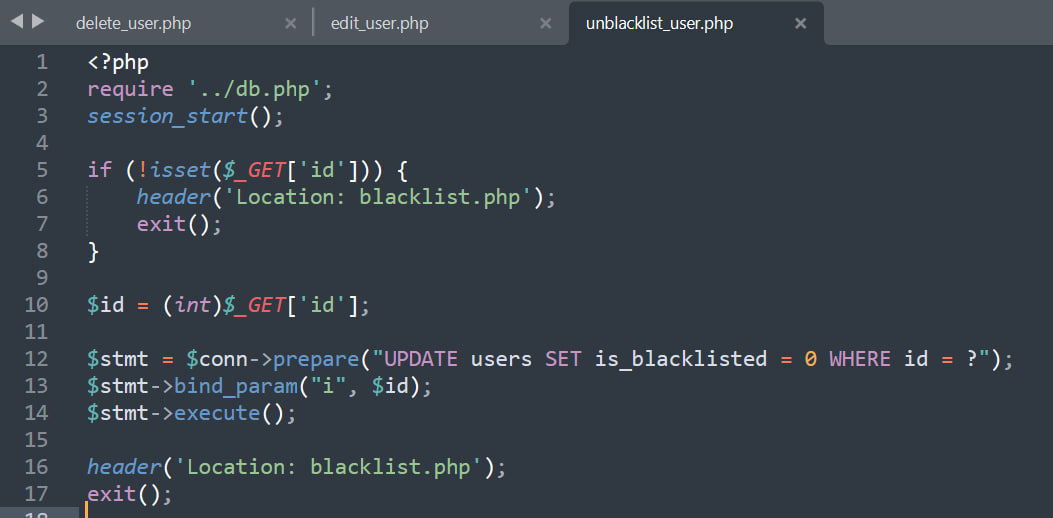 delete_user.php × edit_user.php × unblacklist_user.php ×
1 <?php
2 require '../db.php';
3 session_start();
4
5 if (!isset($_GET['id'])) {
6     header('Location: blacklist.php');
7     exit();
8 }
9
10 $id = (int)$_GET['id'];
11
12 $stmt = $conn->prepare("UPDATE users SET is_blacklisted = 0 WHERE id = ?");
13 $stmt->bind_param("i", $id);
14 $stmt->execute();
15
16 header('Location: blacklist.php');
17 exit();
18